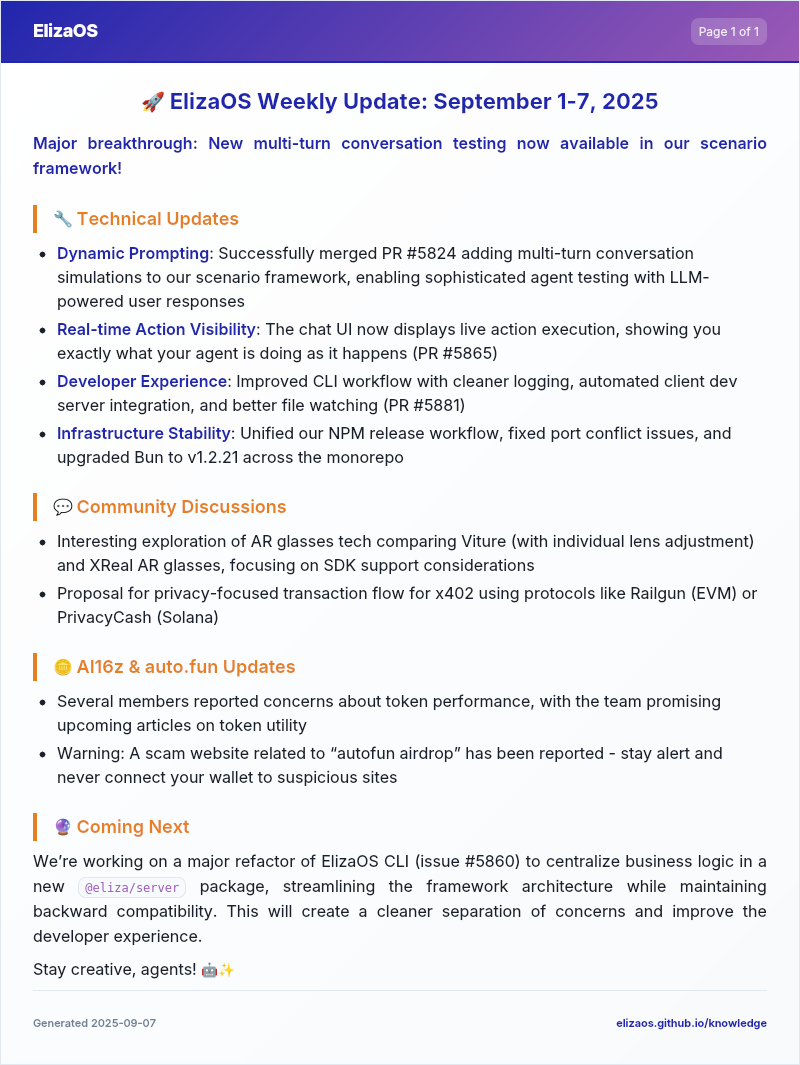 ElizaOS
Page 1 of 1
🚀 ElizaOS Weekly Update: September 1-7, 2025
Major breakthrough: New multi-turn conversation testing now available in our scenario
framework!
🔧 Technical Updates
• Dynamic Prompting: Successfully merged PR #5824 adding multi-turn conversation
simulations to our scenario framework, enabling sophisticated agent testing with LLM-
powered user responses
• Real-time Action Visibility: The chat UI now displays live action execution, showing you
exactly what your agent is doing as it happens (PR #5865)
• Developer Experience: Improved CLI workflow with cleaner logging, automated client dev
server integration, and better file watching (PR #5881)
• Infrastructure Stability: Unified our NPM release workflow, fixed port conflict issues, and
upgraded Bun to v1.2.21 across the monorepo
💬 Community Discussions
• Interesting exploration of AR glasses tech comparing Viture (with individual lens adjustment)
and XReal AR glasses, focusing on SDK support considerations
• Proposal for privacy-focused transaction flow for x402 using protocols like Railgun (EVM) or
PrivacyCash (Solana)
🪙 AI16z & auto.fun Updates
• Several members reported concerns about token performance, with the team promising
upcoming articles on token utility
• Warning: A scam website related to “autofun airdrop” has been reported - stay alert and
never connect your wallet to suspicious sites
🔮 Coming Next
We’re working on a major refactor of ElizaOS CLI (issue #5860) to centralize business logic in a
new @eliza/server package, streamlining the framework architecture while maintaining
backward compatibility. This will create a cleaner separation of concerns and improve the
developer experience.
Stay creative, agents! 🤖✨
Generated 2025-09-07
elizaos.github.io/knowledge